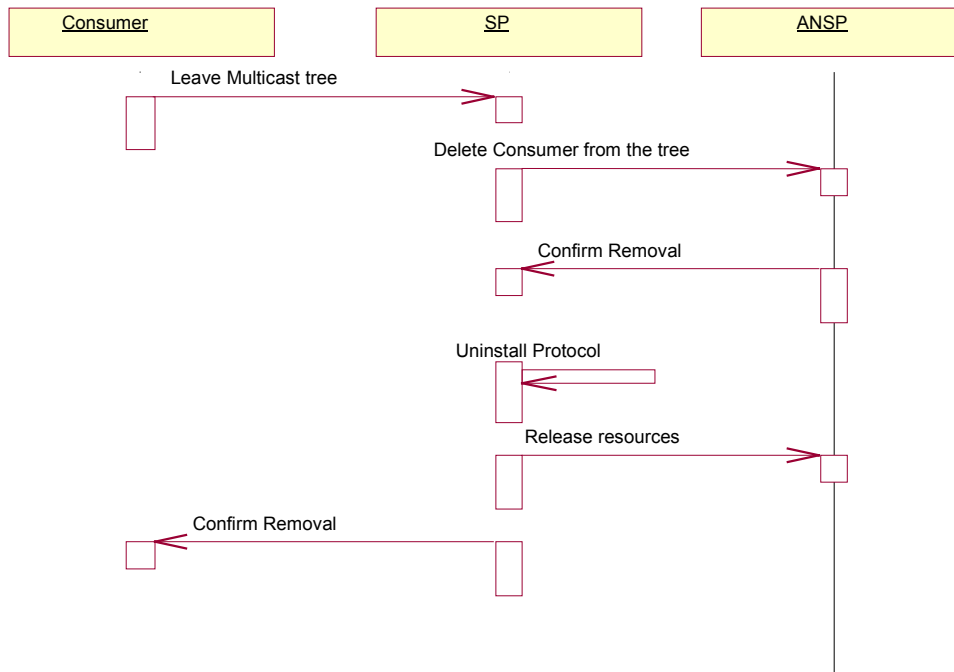 Consumer
SP
ANSP
Leave Multicast tree
Delete Consumer from the tree
Confirm Removal
Uninstall Protocol
Release resources
Confirm Removal